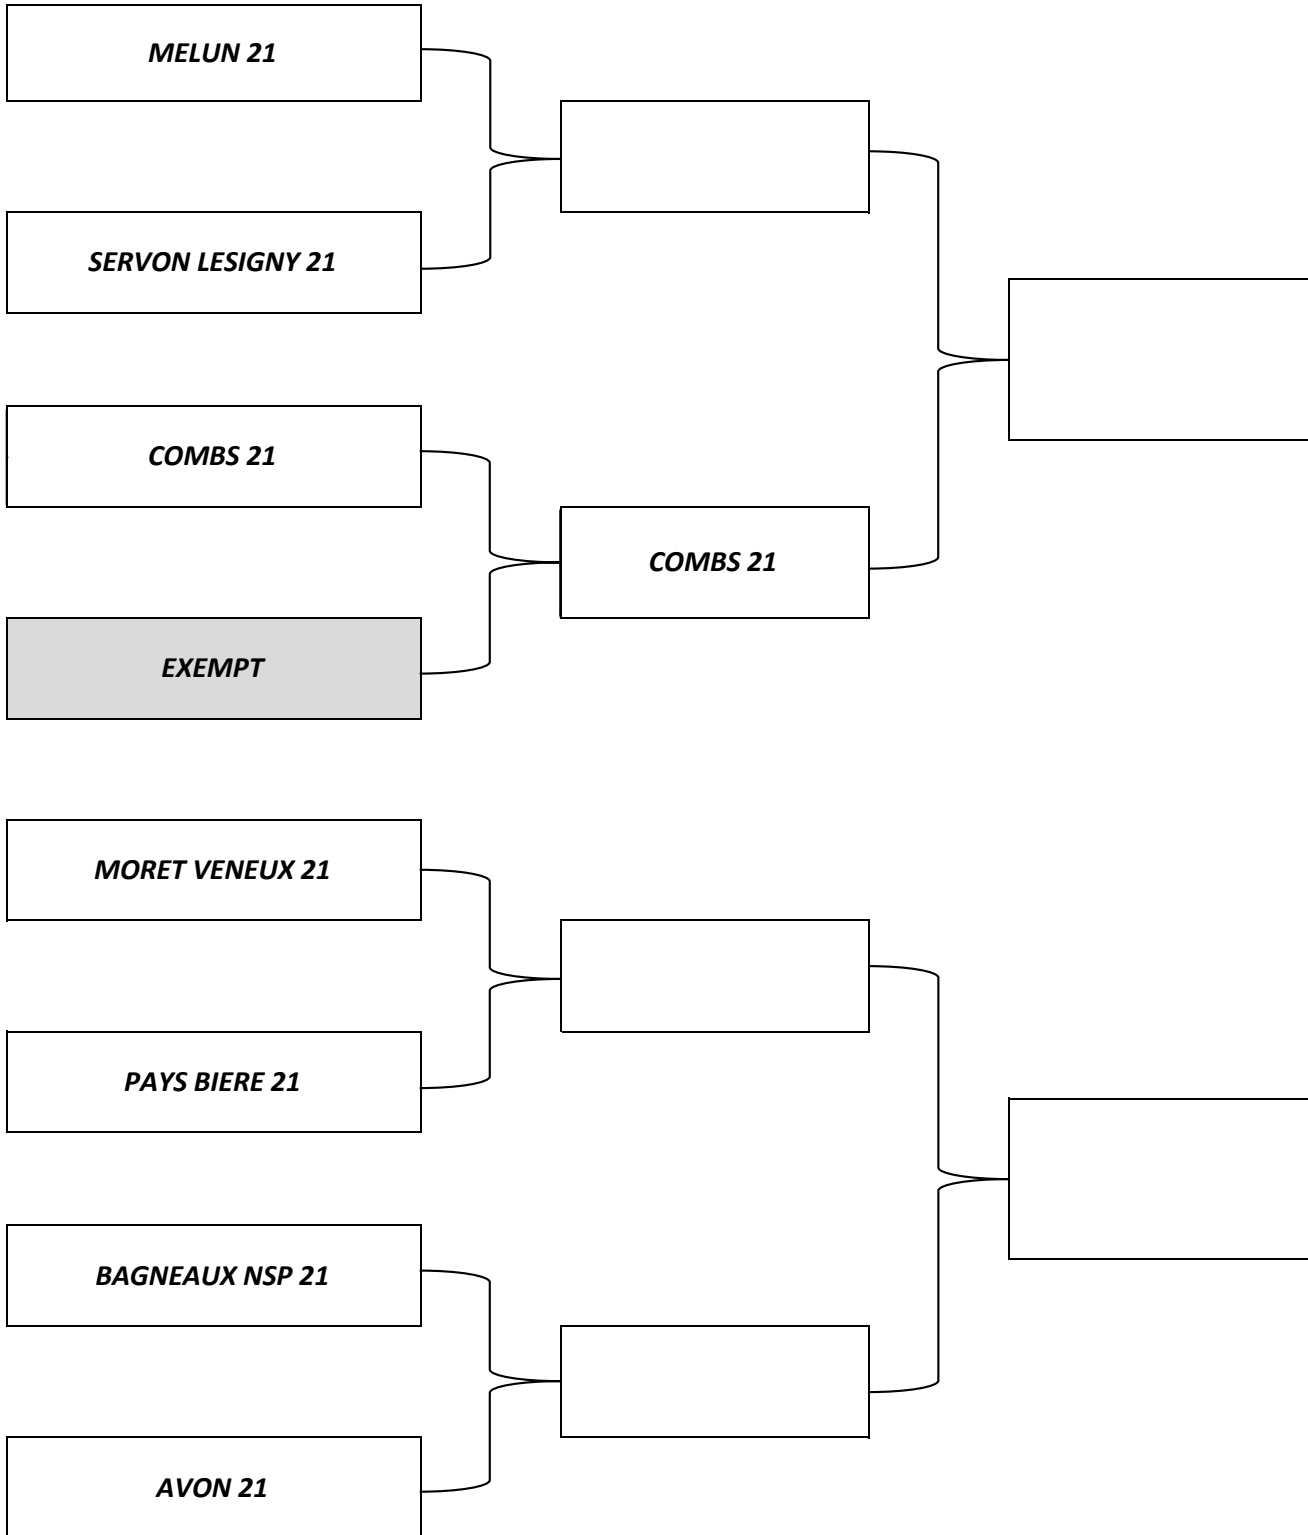 MELUN 21
SERVON LESIGNY 21
COMBS 21
COMBS 21
EXEMPT
MORET VENEUX 21
PAYS BIERE 21
BAGNEAUX NSP 21
AVON 21